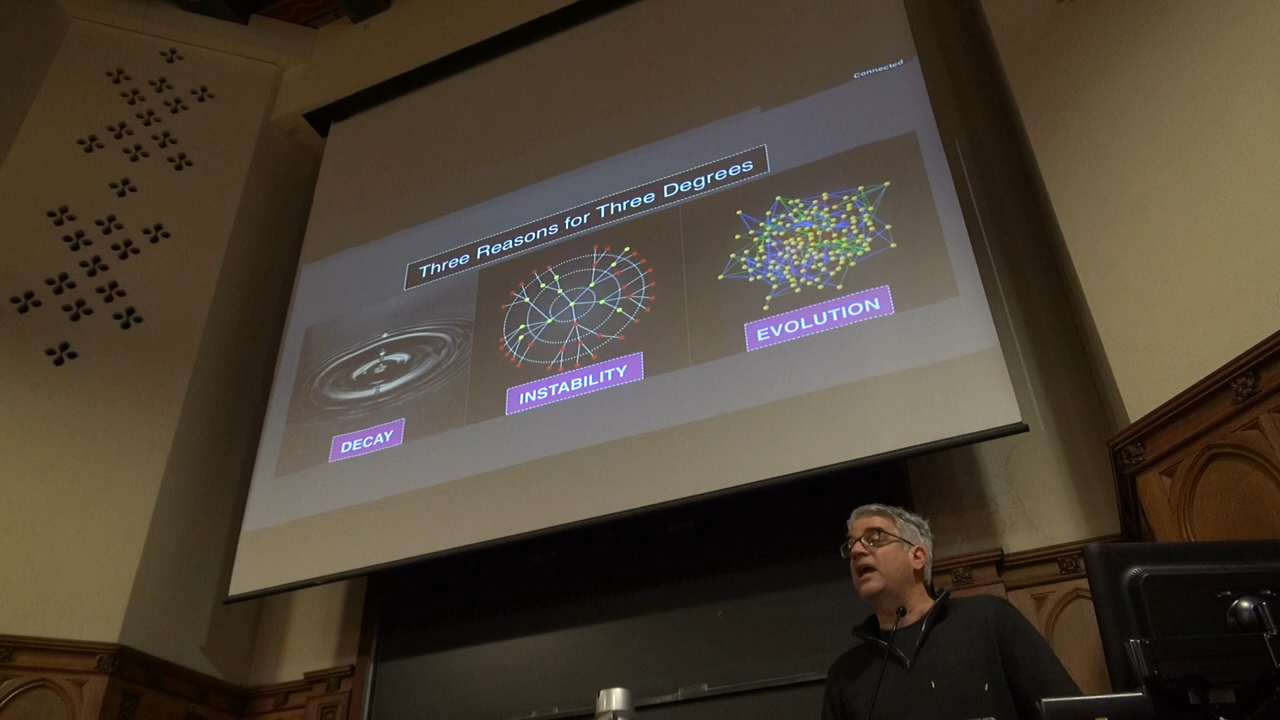 Connected
Three Reasons for Three Degrees
DECAY
INSTABILITY
EVOLUTION